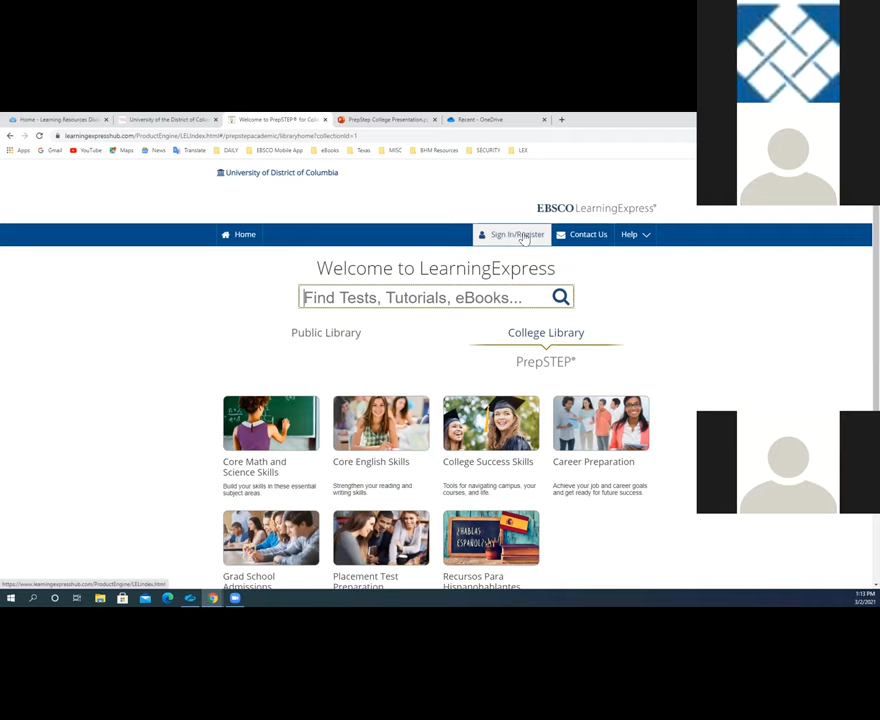 Home - Learning Resources Divi
University of the District of Colu
Welcome to PrepSTEP® for Coll
PrepStep College Presentation.p
Recent - OneDrive
learningexpresshub.com/ProductEngine/LELIndex.html#/prepstepacademic/libraryhome?collectionId=1
Apps Gmail YouTube Maps News Translate DAILY EBSCO Mobile App eBooks Texas MISC BHM Resources SECURITY LEX
University of District of Columbia
EBSCO LearningExpress®
Home Sign In/Register Contact Us Help
Welcome to LearningExpress
Find Tests, Tutorials, eBooks...
Public Library College Library
PrepSTEP®
Core Math and
Science Skills
Build your skills in these essential
subject areas.
Core English Skills
Strengthen your reading and
writing skills.
College Success Skills
Tools for navigating campus, your
courses, and life.
Career Preparation
Achieve your job and career goals
and get ready for future success.
¿HABLAS
ESPAÑOL?
Grad School
Admissions
Placement Test
Preparation
Recursos Para
Hispanohablantes
https://www.learningexpresshub.com/ProductEngine/LELIndex.html
1:13 PM
3/2/2021